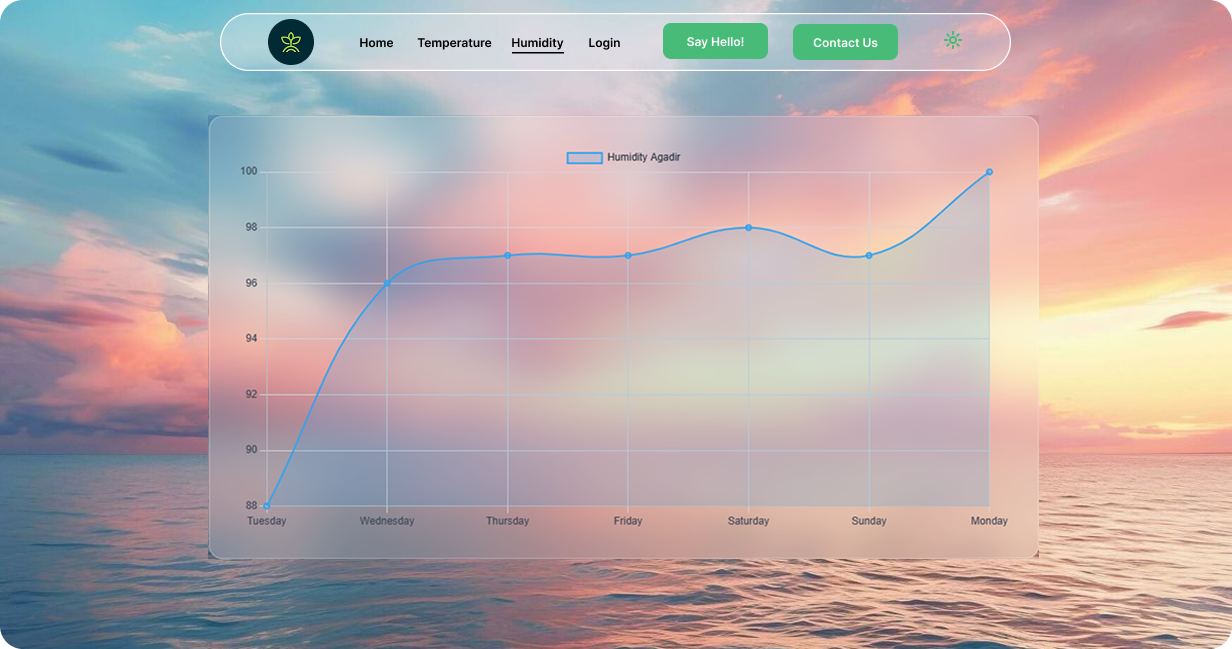 Home Temperature Humidity Login Say Hello! Contact Us
Humidity Agadir
100
98
96
94
92
90
88
Tuesday Wednesday Thursday Friday Saturday Sunday Monday